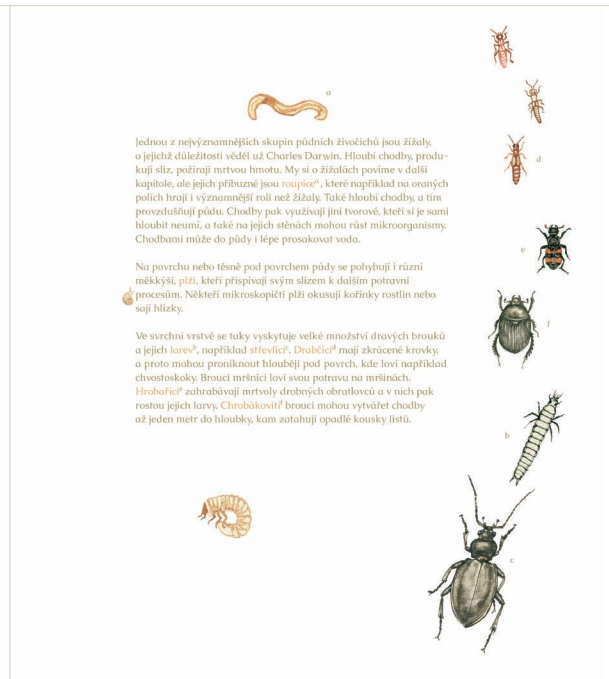 a
Jednou z nejvýznamnějších skupin půdních živočichů jsou žížaly,
o jejichž důležitosti věděl už Charles Darwin. Hloubí chodby, produ-
kují sliz, požírají mrtvou hmotu. My si o žížalách povíme v další
kapitole, ale jejich příbuzné jsou roupiceᵃ, které například na oraných
polích hrají i významnější roli než žížaly. Také hloubí chodby, a tím
provzdušňují půdu. Chodby pak využívají jiní tvorové, kteří si je sami
hloubit neumí, a také na jejich stěnách mohou růst mikroorganismy.
Chodbami může do půdy i lépe prosakovat voda.
Na povrchu nebo těsně pod povrchem půdy se pohybují i různí
měkkýši, plži, kteří přispívají svým slizem k dalším potravní
procesům. Někteří mikroskopičtí plži okusují kořínky rostlin nebo
sají hlízky.
Ve svrchní vrstvě se taky vyskytuje velké množství dravých brouků
a jejich larevᵇ, například střevlíciᶜ. Drabčíciᵈ mají zkrácené krovky,
a proto mohou proniknout hlouběji pod povrch, kde loví například
chvostoskoky. Brouci mršníci loví svou potravu na mršinách.
Hrobaříciᵉ zahrabávají mrtvoly drobných obratlovců a v nich pak
rostou jejich larvy. Chrobákovitíᶠ brouci mohou vytvářet chodby
až jeden metr do hloubky, kam zatahují opadlé kousky listů.
d
e
f
b
c